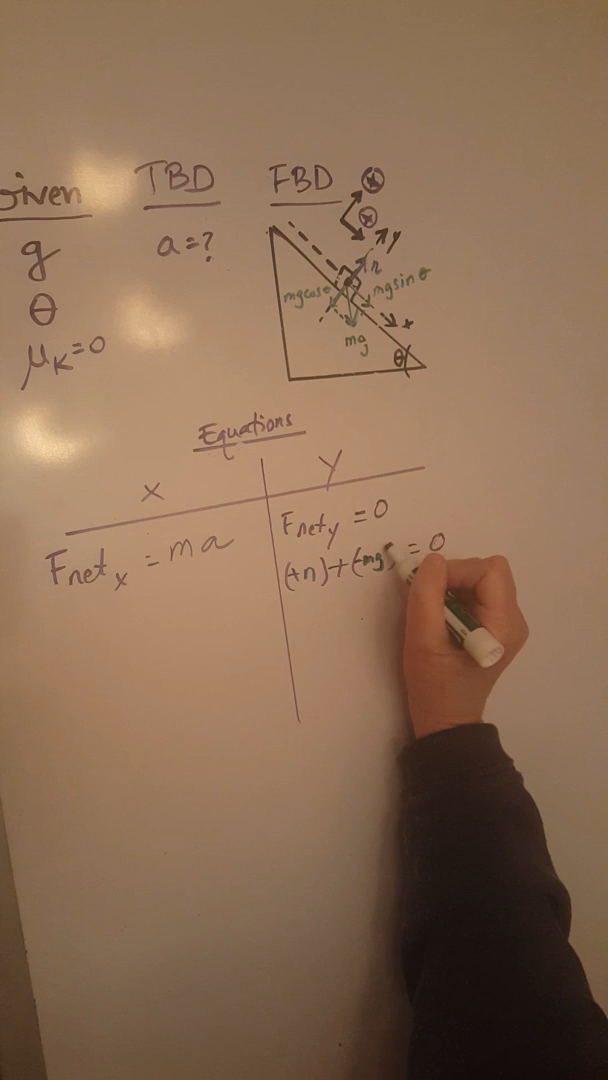 Given TBD FBD
g a=?
θ
μK=0
y
n
mgcosθ mgsinθ
x
mg
θ
Equations
x y
Fnetx = ma Fnety = 0
(+n)+(-mg = 0